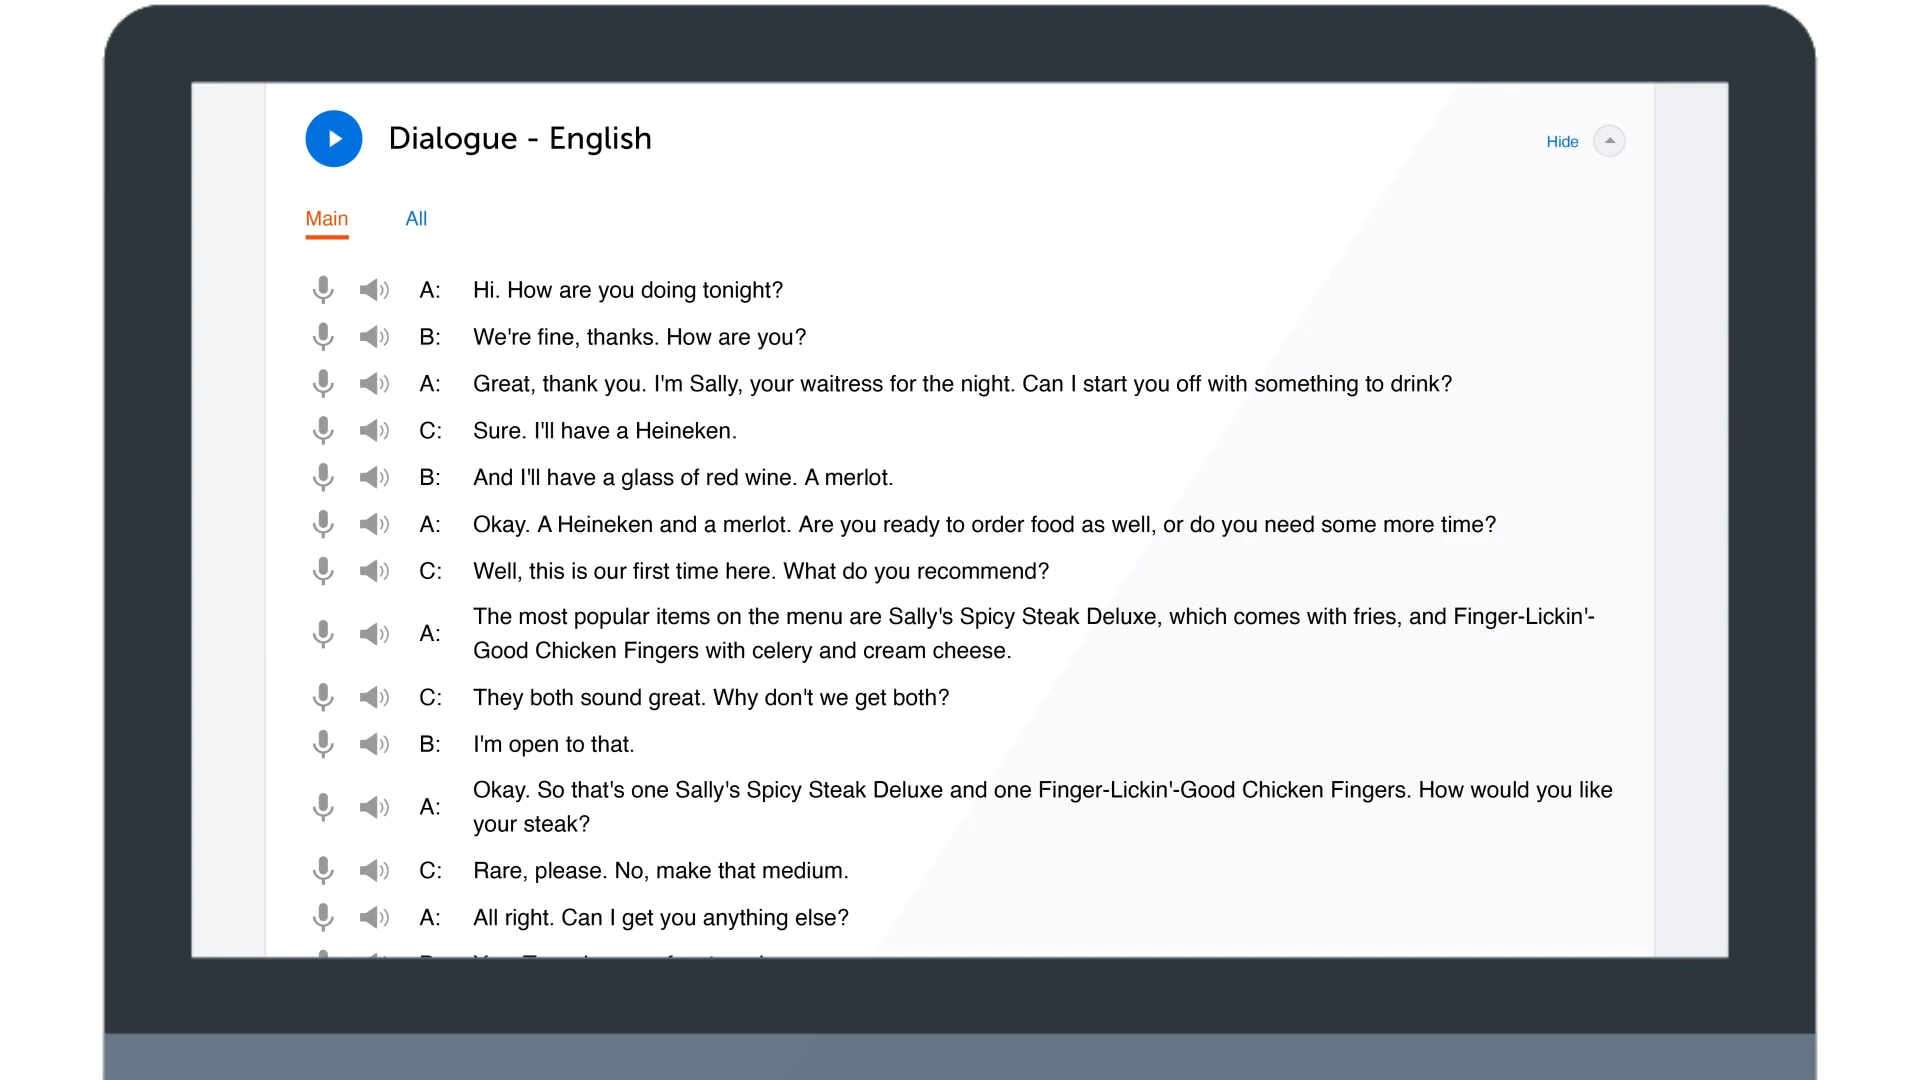 Dialogue - English
Hide
Main
All
A: Hi. How are you doing tonight?
B: We're fine, thanks. How are you?
A: Great, thank you. I'm Sally, your waitress for the night. Can I start you off with something to drink?
C: Sure. I'll have a Heineken.
B: And I'll have a glass of red wine. A merlot.
A: Okay. A Heineken and a merlot. Are you ready to order food as well, or do you need some more time?
C: Well, this is our first time here. What do you recommend?
A: The most popular items on the menu are Sally's Spicy Steak Deluxe, which comes with fries, and Finger-Lickin'-
Good Chicken Fingers with celery and cream cheese.
C: They both sound great. Why don't we get both?
B: I'm open to that.
A: Okay. So that's one Sally's Spicy Steak Deluxe and one Finger-Lickin'-Good Chicken Fingers. How would you like
your steak?
C: Rare, please. No, make that medium.
A: All right. Can I get you anything else?